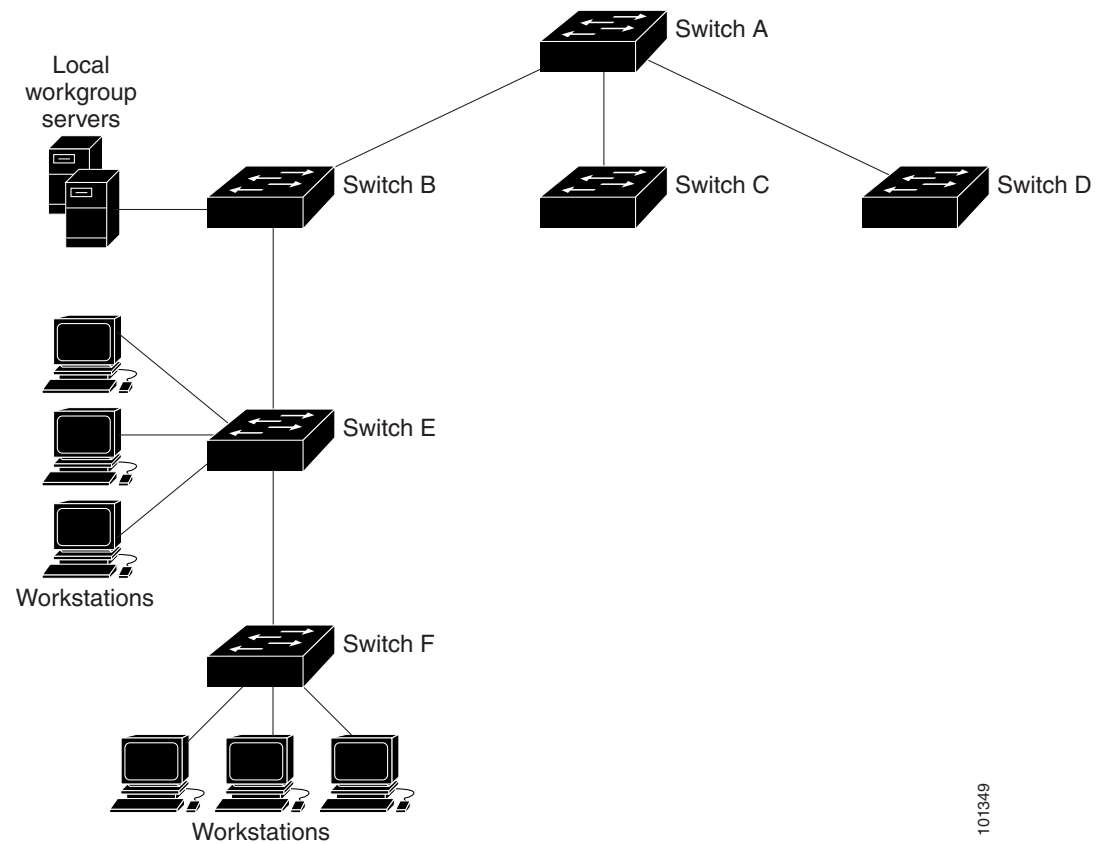 Switch A
Local
workgroup
servers
Switch B
Switch C
Switch D
Switch E
Workstations
Switch F
Workstations
101349